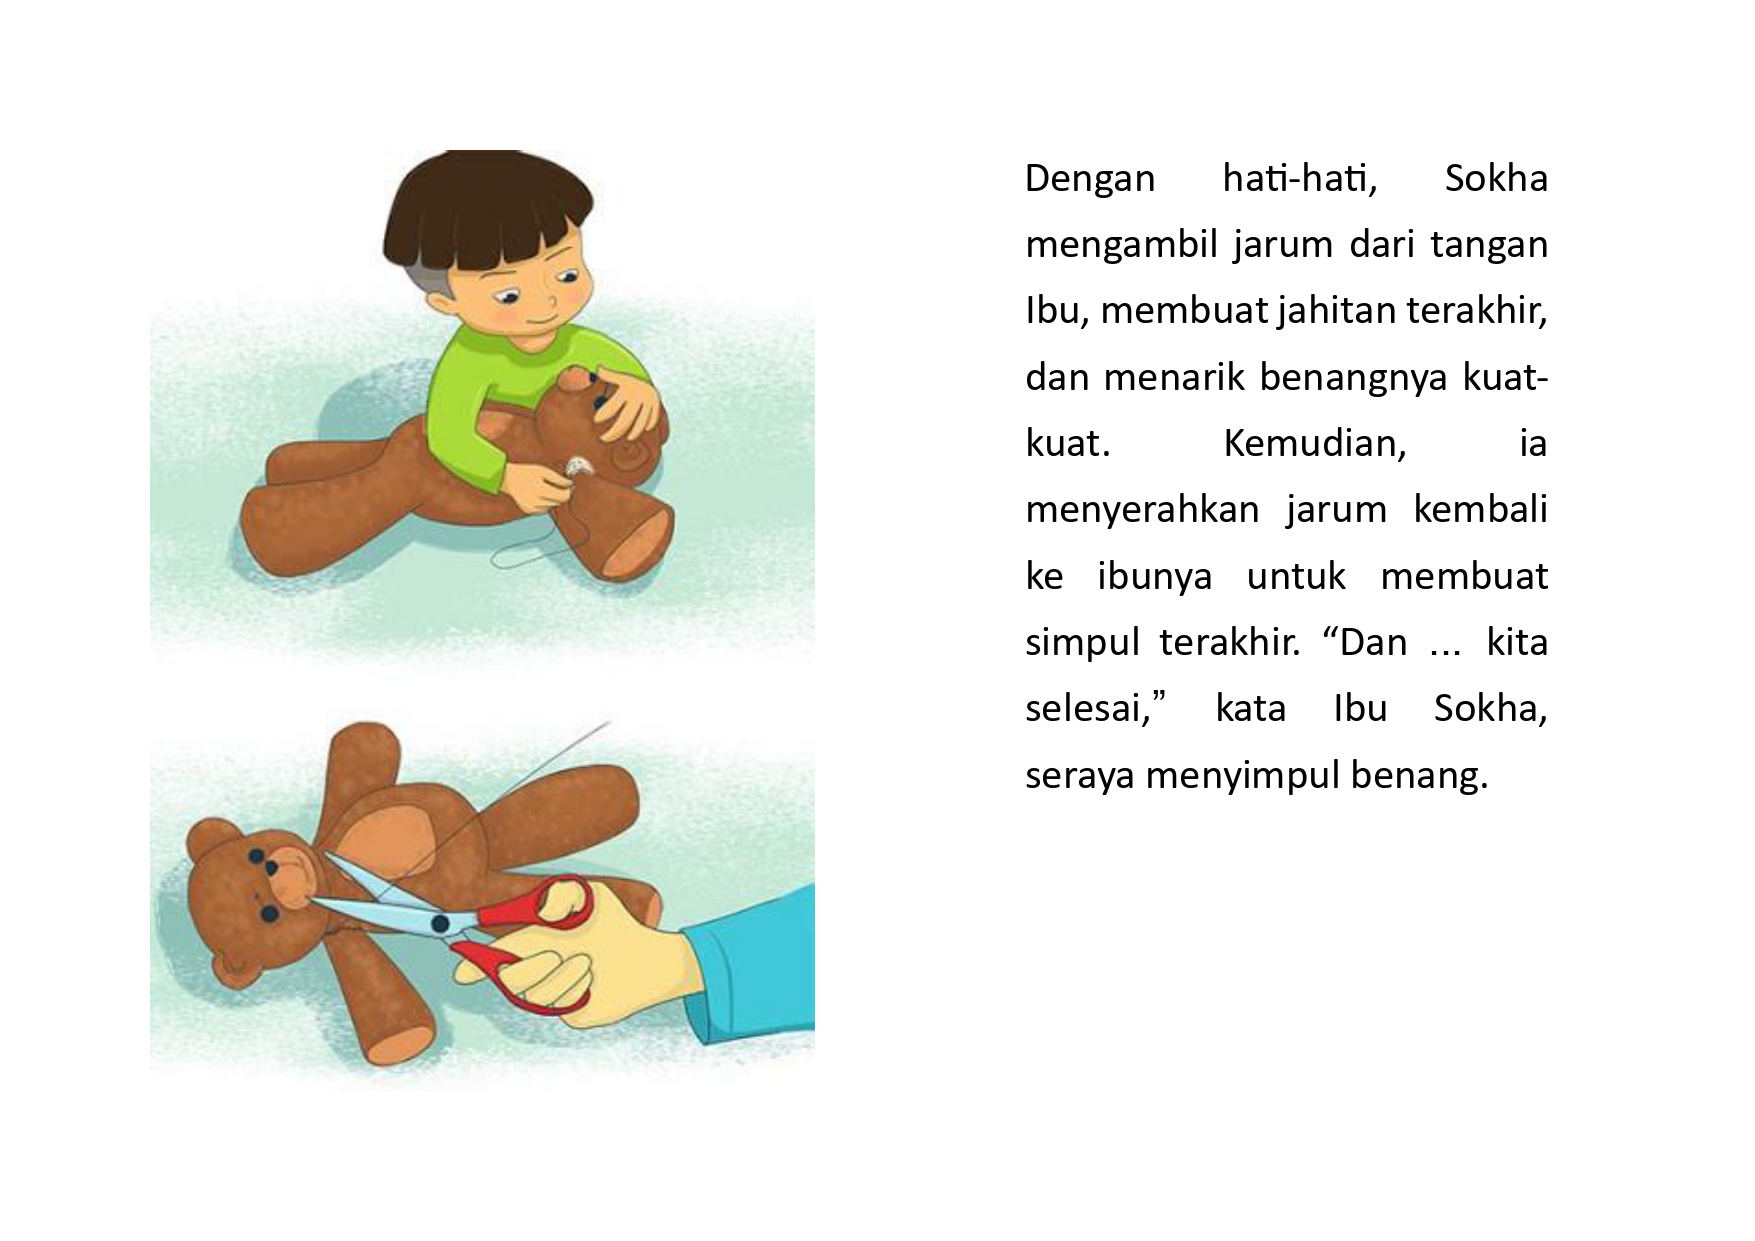 Dengan hati-hati, Sokha
mengambil jarum dari tangan
Ibu, membuat jahitan terakhir,
dan menarik benangnya kuat-
kuat. Kemudian, ia
menyerahkan jarum kembali
ke ibunya untuk membuat
simpul terakhir. “Dan ... kita
selesai,” kata Ibu Sokha,
seraya menyimpul benang.